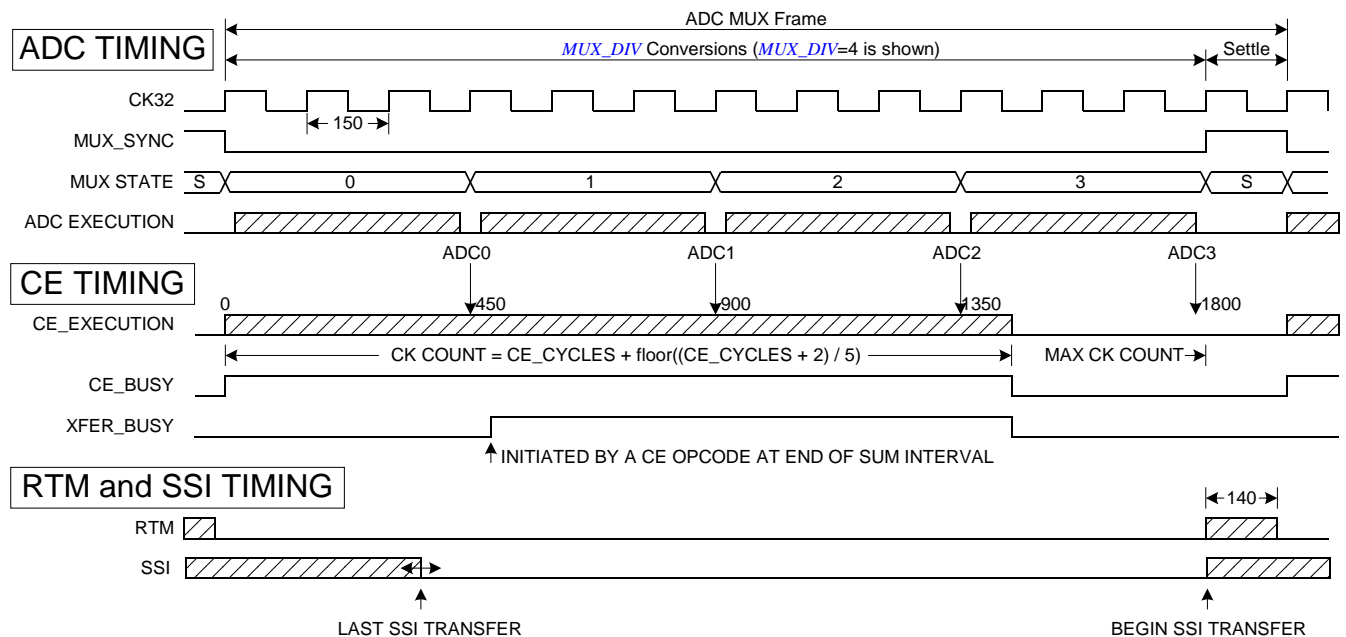 ADC MUX Frame
ADC TIMING
MUX_DIV Conversions (MUX_DIV=4 is shown)
Settle
CK32
150
MUX_SYNC
MUX STATE
S
0
1
2
3
S
ADC EXECUTION
ADC0
ADC1
ADC2
ADC3
CE TIMING
0
450
900
1350
1800
CE_EXECUTION
CK COUNT = CE_CYCLES + floor((CE_CYCLES + 2) / 5)
MAX CK COUNT
CE_BUSY
XFER_BUSY
INITIATED BY A CE OPCODE AT END OF SUM INTERVAL
RTM and SSI TIMING
140
RTM
SSI
LAST SSI TRANSFER
BEGIN SSI TRANSFER